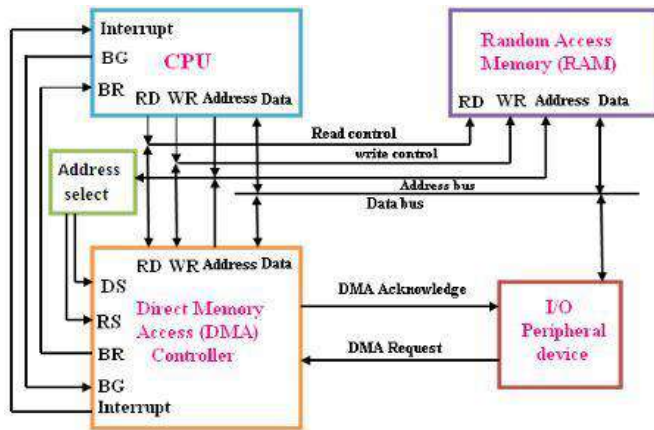 Interrupt
BG
BR
CPU
RD WR Address Data
Random Access
Memory (RAM)
RD WR Address Data
Read control
write control
Address bus
Data bus
Address
select
RD WR Address Data
DS
RS
BR
BG
Interrupt
Direct Memory
Access (DMA)
Controller
DMA Acknowledge
DMA Request
I/O
Peripheral
device